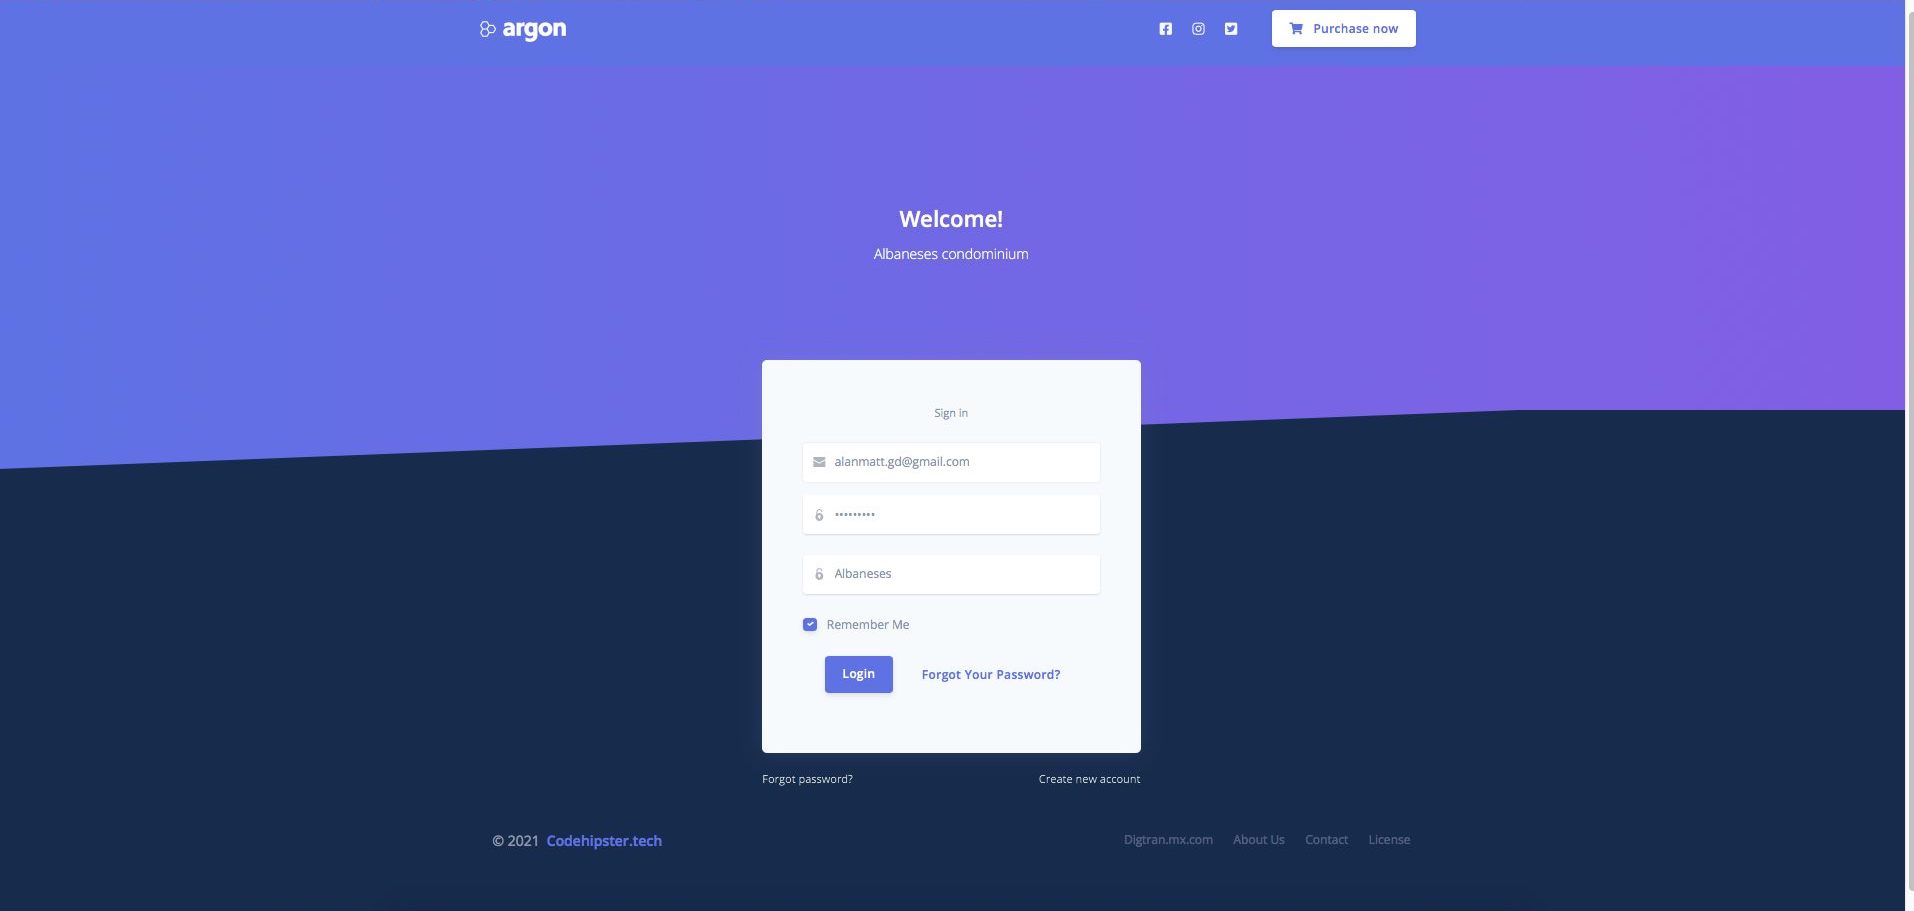 argon
Purchase now
Welcome!
Albaneses condominium
Sign in
alanmatt.gd@gmail.com
•••••••••
Albaneses
Remember Me
Login Forgot Your Password?
Forgot password? Create new account
© 2021 Codehipster.tech Digtran.mx.com About Us Contact License